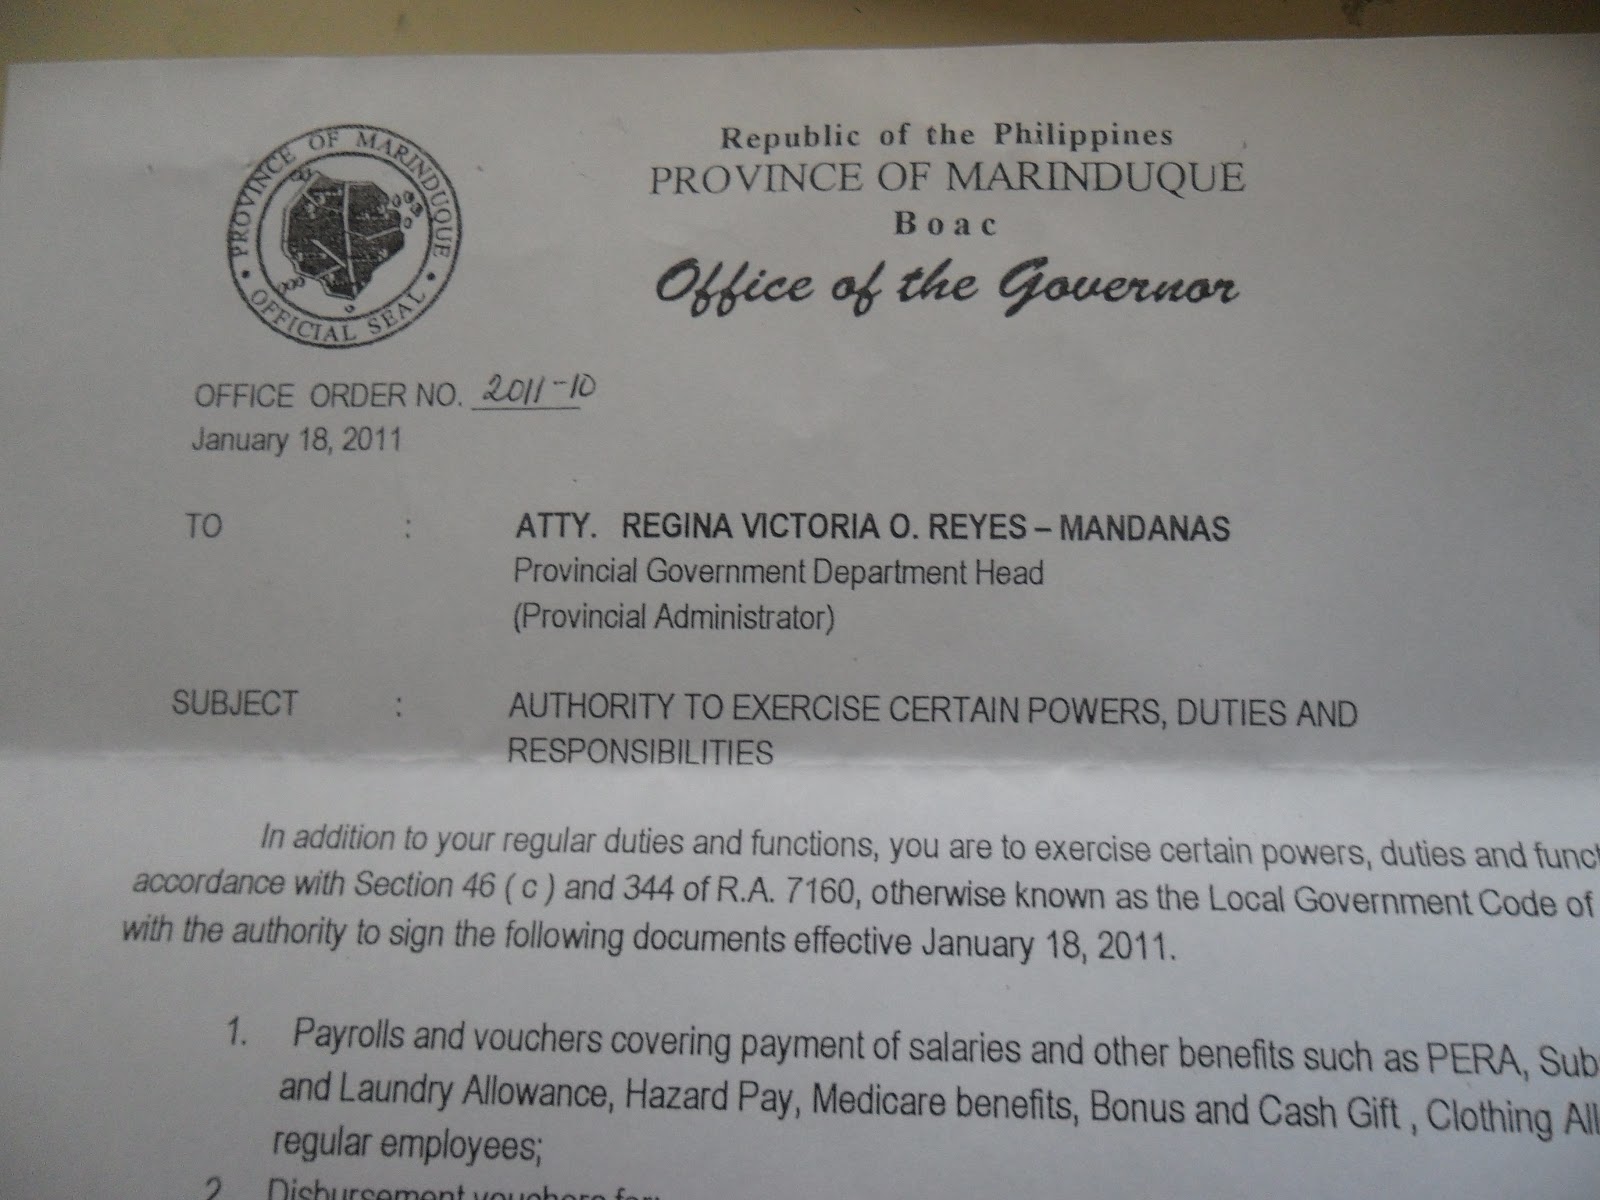 PROVINCE OF MARINDUQUE
OFFICIAL SEAL
Republic of the Philippines
PROVINCE OF MARINDUQUE
Boac
Office of the Governor
OFFICE ORDER NO. 2011-10
January 18, 2011
TO : ATTY. REGINA VICTORIA O. REYES – MANDANAS
Provincial Government Department Head
(Provincial Administrator)
SUBJECT : AUTHORITY TO EXERCISE CERTAIN POWERS, DUTIES AND
RESPONSIBILITIES
In addition to your regular duties and functions, you are to exercise certain powers, duties and funct
accordance with Section 46 ( c ) and 344 of R.A. 7160, otherwise known as the Local Government Code of
with the authority to sign the following documents effective January 18, 2011.
1. Payrolls and vouchers covering payment of salaries and other benefits such as PERA, Sub
and Laundry Allowance, Hazard Pay, Medicare benefits, Bonus and Cash Gift , Clothing All
regular employees;
2. Disbursement vouchers for: